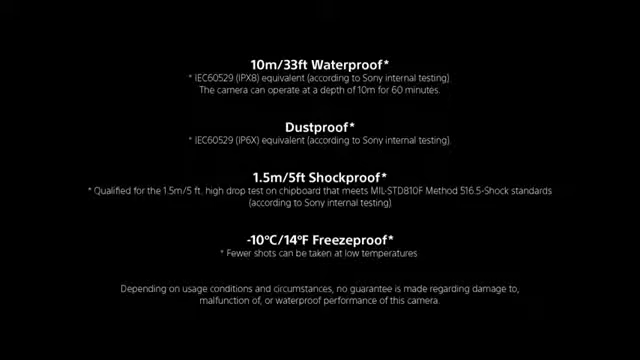 10m/33ft Waterproof*
* IEC60529 (IPX8) equivalent (according to Sony internal testing)
The camera can operate at a depth of 10m for 60 minutes.
Dustproof*
* IEC60529 (IP6X) equivalent (according to Sony internal testing).
1.5m/5ft Shockproof*
* Qualified for the 1.5m/5 ft. high drop test on chipboard that meets MIL-STD810F Method 516.5-Shock standards
(according to Sony internal testing)
-10ºC/14ºF Freezeproof*
* Fewer shots can be taken at low temperatures
Depending on usage conditions and circumstances, no guarantee is made regarding damage to,
malfunction of, or waterproof performance of this camera.